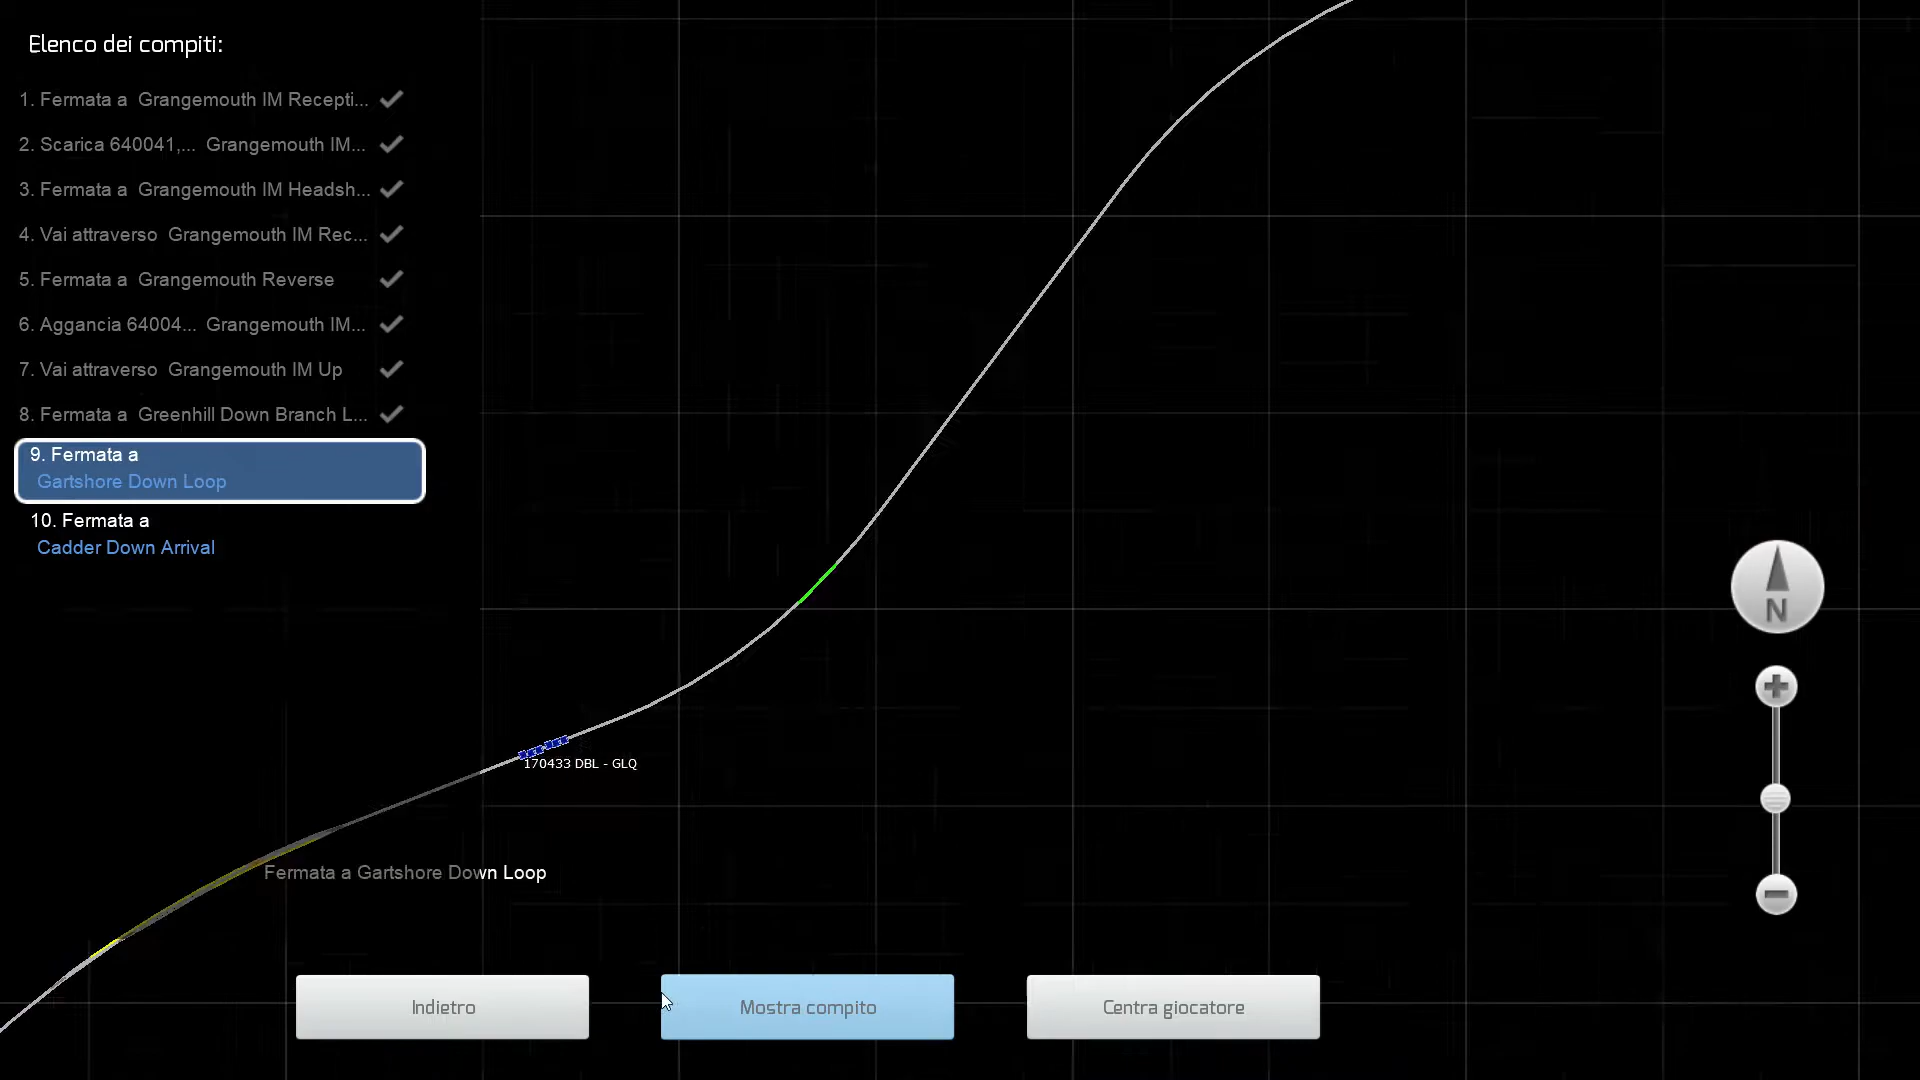 Elenco dei compiti:
1. Fermata a Grangemouth IM Recepti...
2. Scarica 640041,... Grangemouth IM...
3. Fermata a Grangemouth IM Headsh...
4. Vai attraverso Grangemouth IM Rec...
5. Fermata a Grangemouth Reverse
6. Aggancia 64004... Grangemouth IM...
7. Vai attraverso Grangemouth IM Up
8. Fermata a Greenhill Down Branch L...
9. Fermata a
Gartshore Down Loop
10. Fermata a
Cadder Down Arrival
N
170433 DBL - GLQ
Fermata a Gartshore Down Loop
Indietro
Mostra compito
Centra giocatore